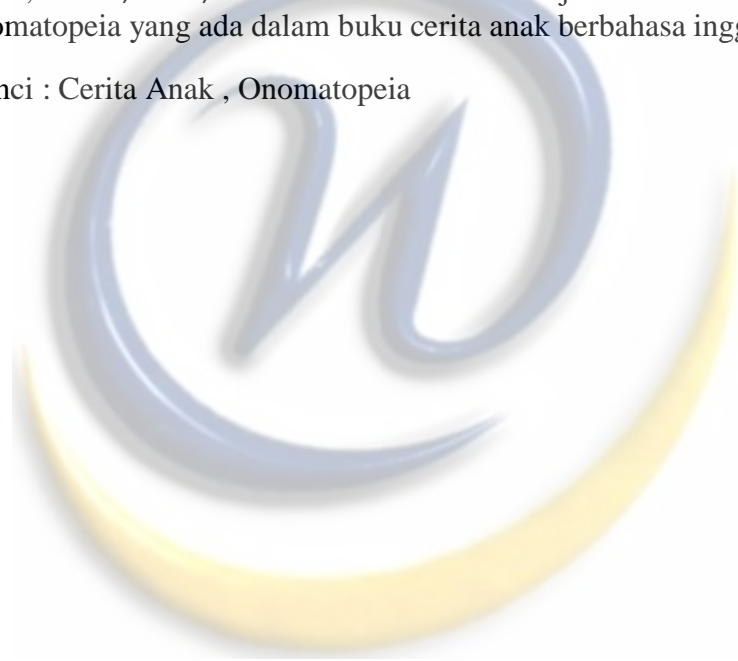 omatopeia yang ada dalam buku cerita anak berbahasa ingg
nci : Cerita Anak , Onomatopeia